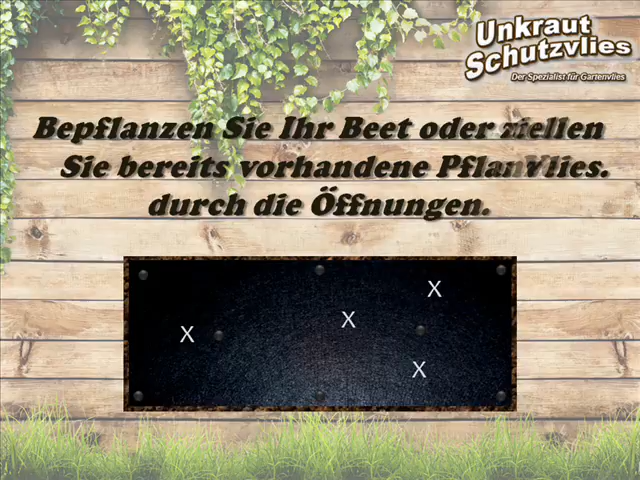 Unkraut
Schutzvlies
Der Spezialist für Gartenvlies
Bepflanzen Sie Ihr Beet oder
Sie bereits vorhandene
durch die Öffnungen.
X
X
X
X